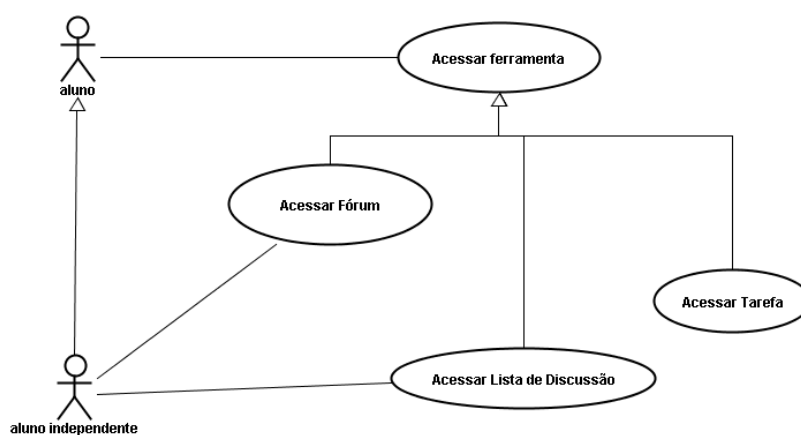 Acessar ferramenta
aluno
Acessar Fórum
Acessar Tarefa
Acessar Lista de Discussão
aluno independente